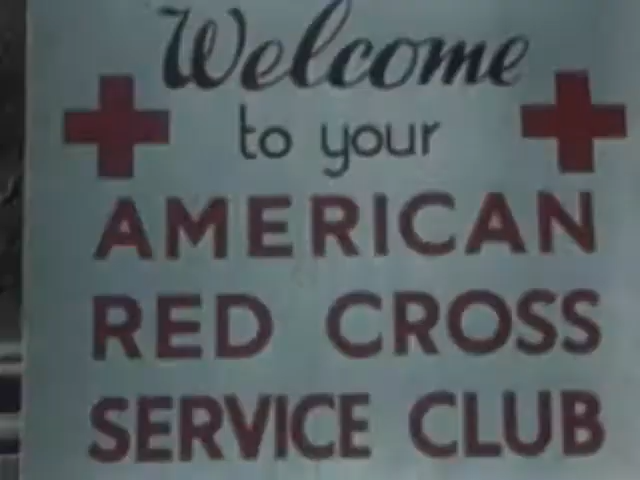 Welcome
to your
AMERICAN
RED CROSS
SERVICE CLUB